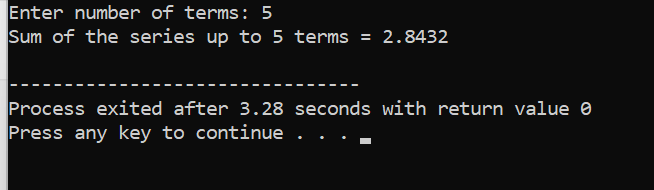 Enter number of terms: 5
Sum of the series up to 5 terms = 2.8432
--------------------------------
Process exited after 3.28 seconds with return value 0
Press any key to continue . . .